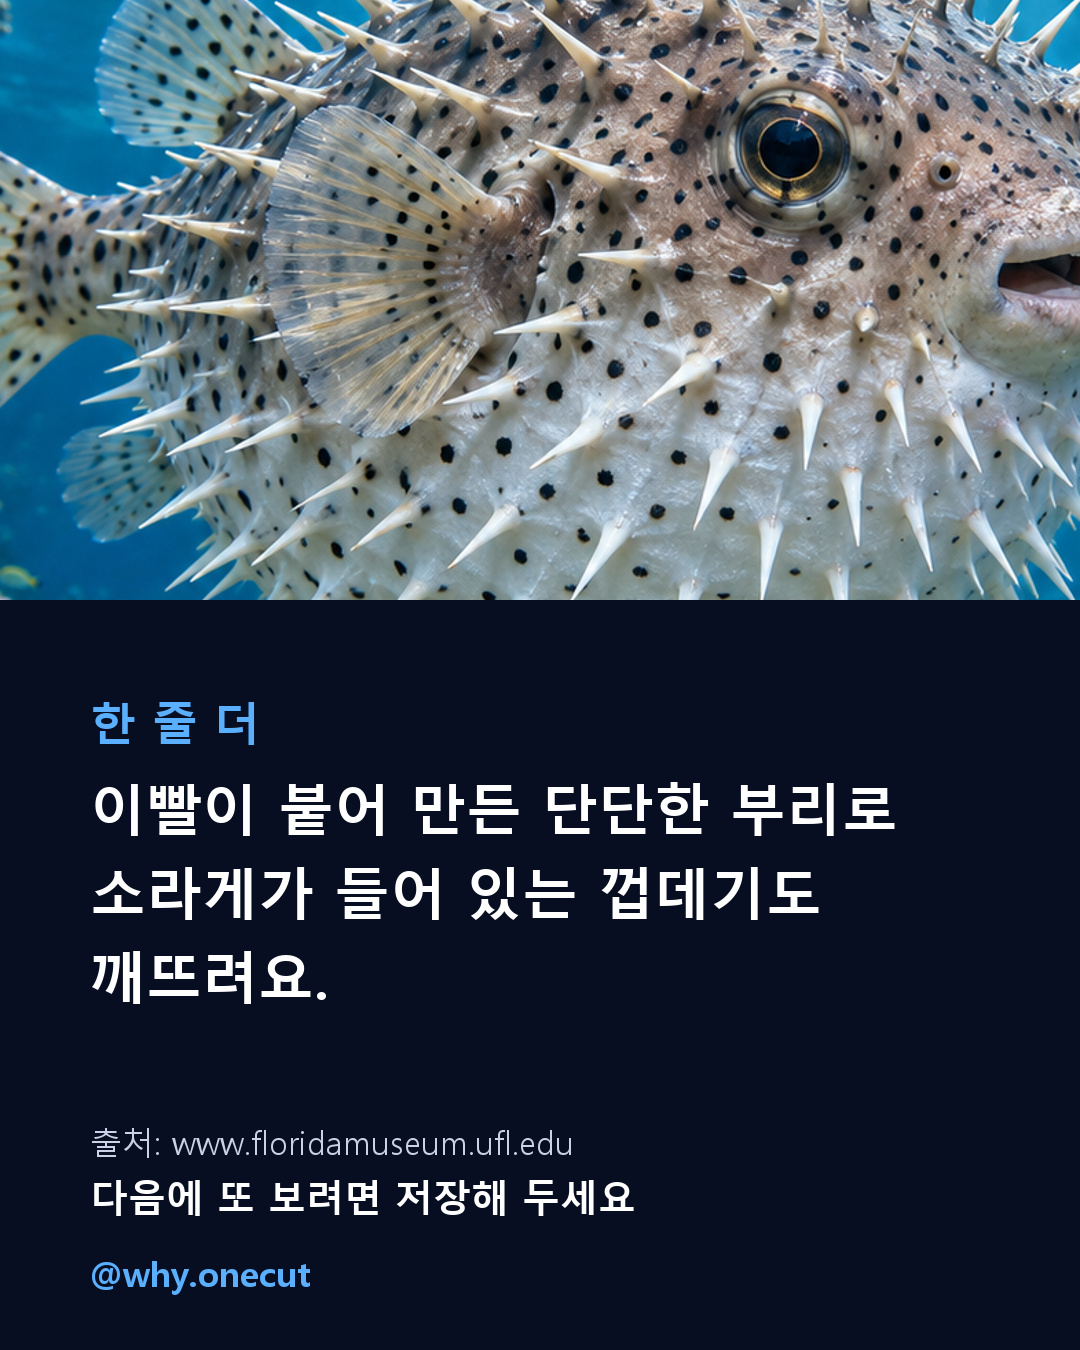 한 줄 더
이빨이 붙어 만든 단단한 부리로
소라게가 들어 있는 껍데기도
깨뜨려요.
출처: www.floridamuseum.ufl.edu
다음에 또 보려면 저장해 두세요
@why.onecut